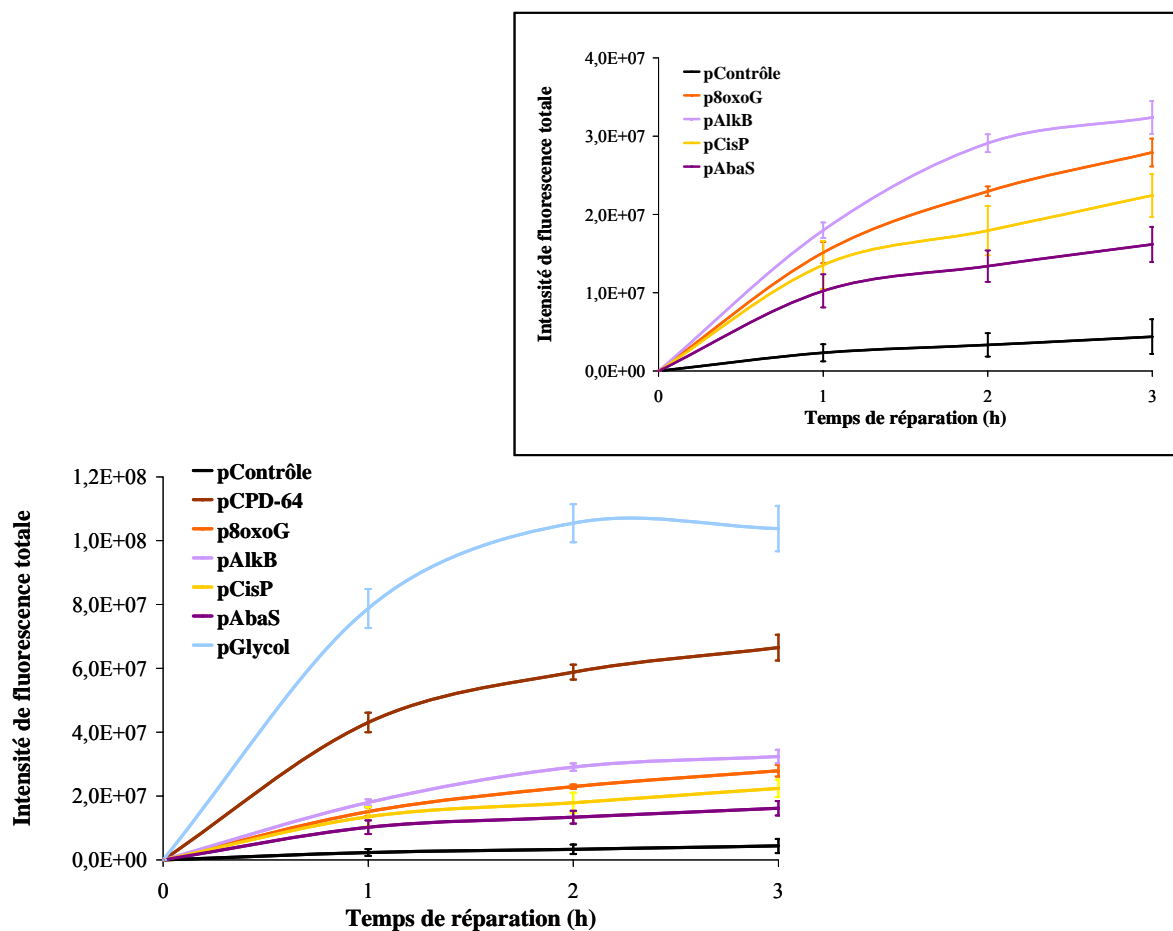 4,0E+07
3,0E+07
2,0E+07
1,0E+07
0,0E+00
Intensité de fluorescence totale
pContrôle
p8oxoG
pAlkB
pCisP
pAbaS
0 1 2 3
Temps de réparation (h)
1,2E+08
1,0E+08
8,0E+07
6,0E+07
4,0E+07
2,0E+07
0,0E+00
Intensité de fluorescence totale
pContrôle
pCPD-64
p8oxoG
pAlkB
pCisP
pAbaS
pGlycol
0 1 2 3
Temps de réparation (h)